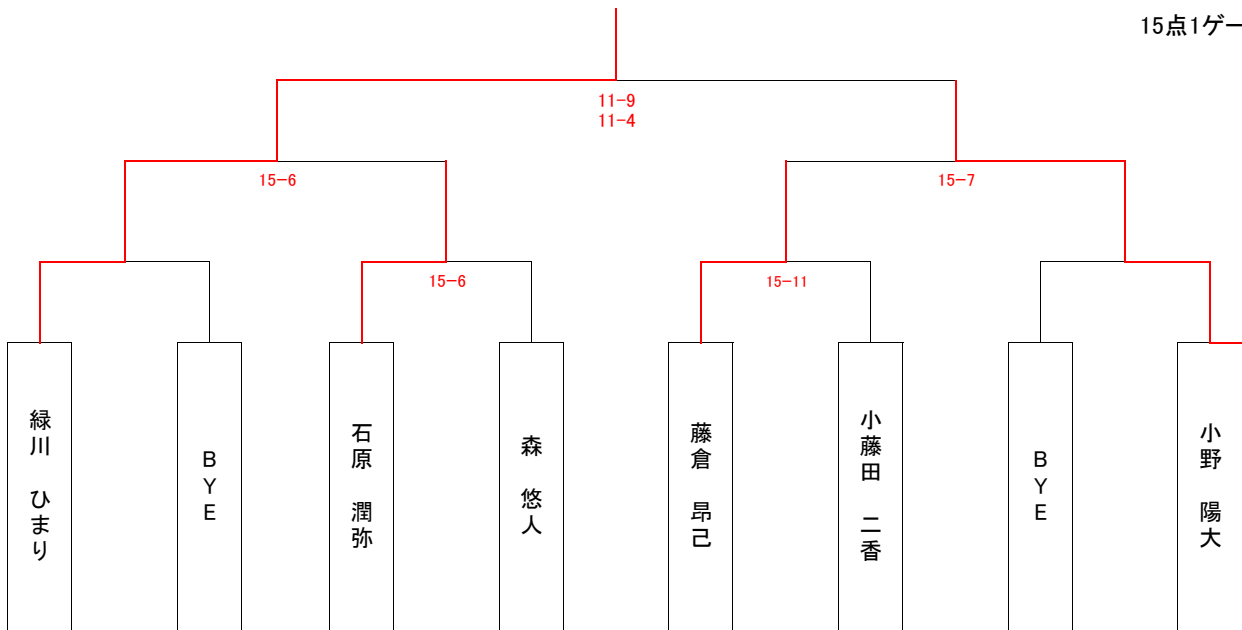 15点1ゲー
11-9
11-4
15-6
15-7
15-6
15-11
緑川 ひまり
BYE
石原 潤弥
森 悠人
藤倉 昂己
小藤田 二香
BYE
小野 陽大